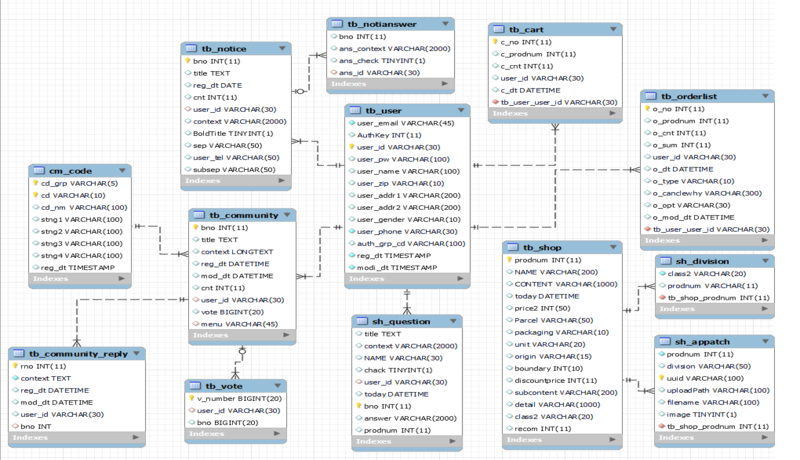 tb_notice
bno INT(11)
title TEXT
reg_dt DATE
cnt INT(11)
user_id VARCHAR(30)
context VARCHAR(2000)
BoldTitle TINYINT(1)
sep VARCHAR(50)
user_tel VARCHAR(50)
subsep VARCHAR(50)
Indexes
tb_notianswer
bno INT(11)
ans_context VARCHAR(2000)
ans_check TINYINT(1)
ans_id VARCHAR(30)
Indexes
tb_cart
c_no INT(11)
c_prodnum INT(11)
c_cnt INT(11)
user_id VARCHAR(30)
c_dt DATETIME
tb_user_user_id VARCHAR(30)
Indexes
tb_orderlist
o_no INT(11)
o_prodnum INT(11)
o_cnt INT(11)
o_sum INT(11)
user_id VARCHAR(30)
o_dt DATETIME
o_type VARCHAR(10)
o_canclewhy VARCHAR(300)
o_opt VARCHAR(30)
o_mod_dt DATETIME
tb_user_user_id VARCHAR(30)
Indexes
tb_user
user_email VARCHAR(45)
AuthKey INT(11)
user_id VARCHAR(30)
user_pw VARCHAR(100)
user_name VARCHAR(100)
user_zip VARCHAR(10)
user_addr1 VARCHAR(200)
user_addr2 VARCHAR(200)
user_gender VARCHAR(10)
user_phone VARCHAR(30)
auth_grp_cd VARCHAR(100)
reg_dt TIMESTAMP
modi_dt TIMESTAMP
Indexes
cm_code
cd_grp VARCHAR(5)
cd VARCHAR(10)
cd_nm VARCHAR(100)
stng1 VARCHAR(100)
stng2 VARCHAR(100)
stng3 VARCHAR(100)
stng4 VARCHAR(100)
reg_dt TIMESTAMP
Indexes
tb_community
bno INT(11)
title TEXT
context LONGTEXT
reg_dt DATETIME
mod_dt DATETIME
cnt INT(11)
user_id VARCHAR(30)
vote BIGINT(20)
menu VARCHAR(45)
Indexes
tb_shop
prodnum INT(11)
NAME VARCHAR(200)
CONTENT VARCHAR(1000)
today DATETIME
price2 INT(50)
Parcel VARCHAR(50)
packaging VARCHAR(10)
unit VARCHAR(20)
origin VARCHAR(15)
boundary INT(10)
discountprice INT(11)
subcontent VARCHAR(200)
detail VARCHAR(1000)
class2 VARCHAR(20)
recom INT(11)
Indexes
sh_division
class2 VARCHAR(20)
prodnum VARCHAR(11)
tb_shop_prodnum INT(11)
Indexes
sh_question
title TEXT
context VARCHAR(2000)
NAME VARCHAR(30)
chack TINYINT(1)
user_id VARCHAR(30)
today DATETIME
bno INT(11)
answer VARCHAR(2000)
prodnum INT(11)
Indexes
sh_appatch
prodnum INT(11)
division VARCHAR(50)
uuid VARCHAR(100)
uploadPath VARCHAR(100)
filename VARCHAR(100)
image TINYINT(1)
tb_shop_prodnum INT(11)
Indexes
tb_community_reply
rno INT(11)
context TEXT
reg_dt DATETIME
mod_dt DATETIME
user_id VARCHAR(30)
bno INT
Indexes
tb_vote
v_number BIGINT(20)
user_id VARCHAR(30)
bno BIGINT(20)
Indexes